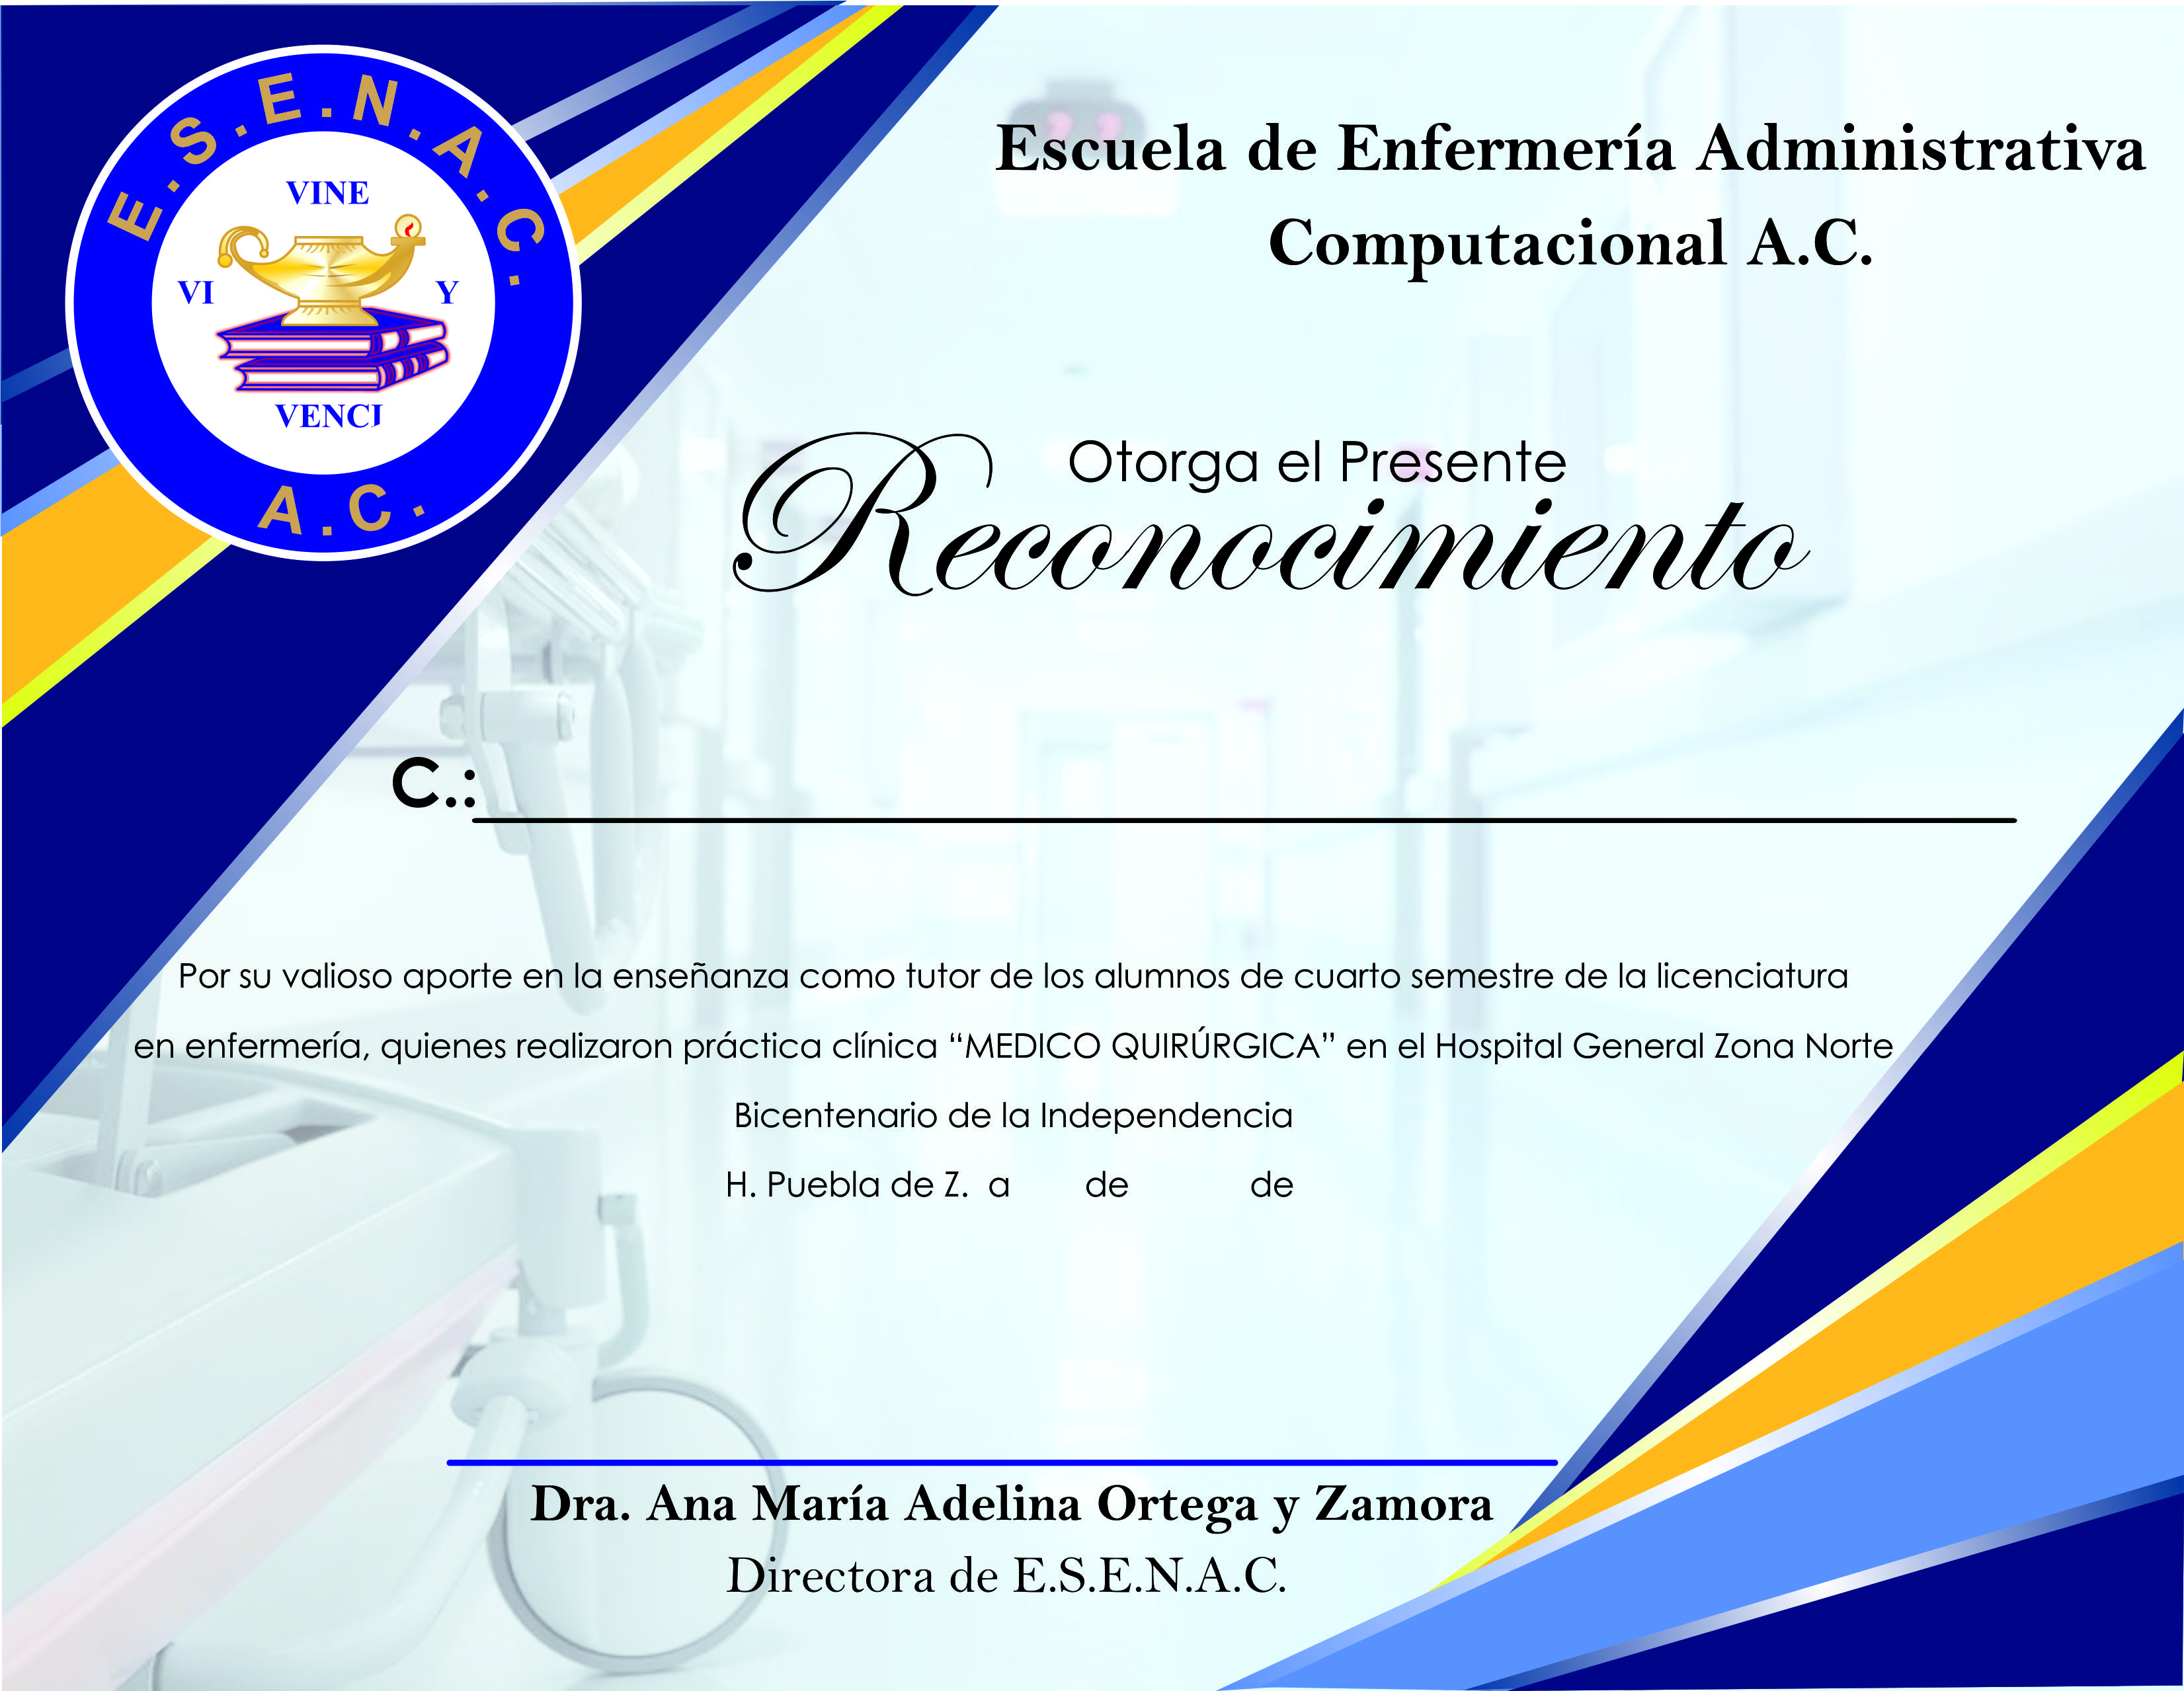 E.S.E.N.A.C.
VINE
VI Y
VENCI
A.C.
Escuela de Enfermería Administrativa
Computacional A.C.
Otorga el Presente
Reconocimiento
C.:
Por su valioso aporte en la enseñanza como tutor de los alumnos de cuarto semestre de la licenciatura
en enfermería, quienes realizaron práctica clínica “MEDICO QUIRÚRGICA” en el Hospital General Zona Norte
Bicentenario de la Independencia
H. Puebla de Z. a de de
Dra. Ana María Adelina Ortega y Zamora
Directora de E.S.E.N.A.C.